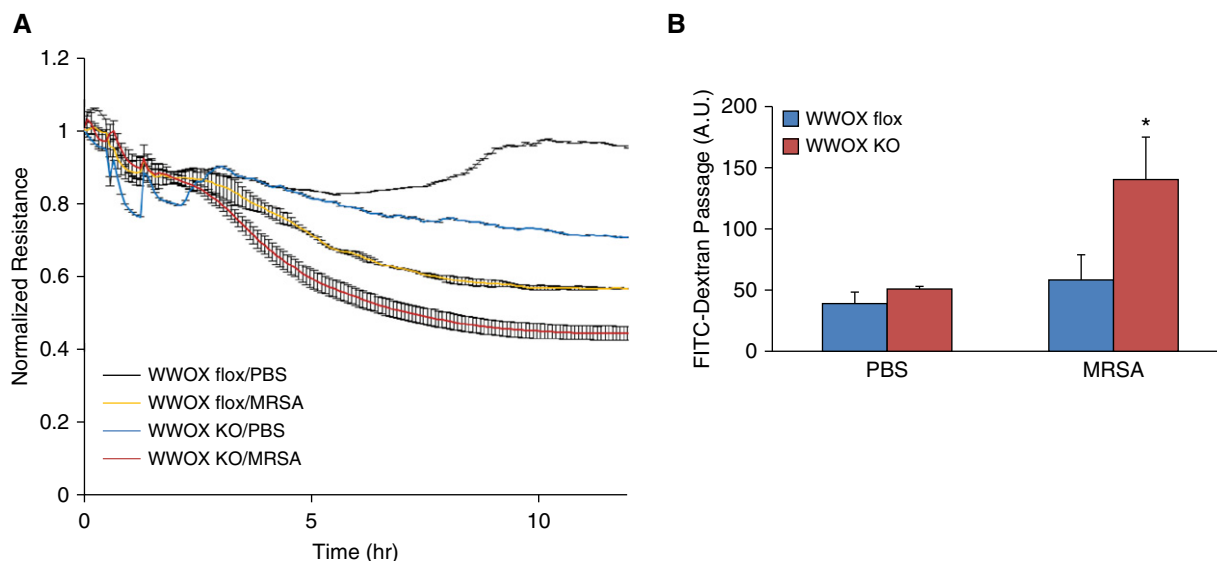 A
Normalized Resistance
1.2
1
0.8
0.6
0.4
0.2
0
0
5
10
Time (hr)
WWOX flox/PBS
WWOX flox/MRSA
WWOX KO/PBS
WWOX KO/MRSA
B
FITC-Dextran Passage (A.U.)
200
150
100
50
0
WWOX flox
WWOX KO
*
PBS
MRSA